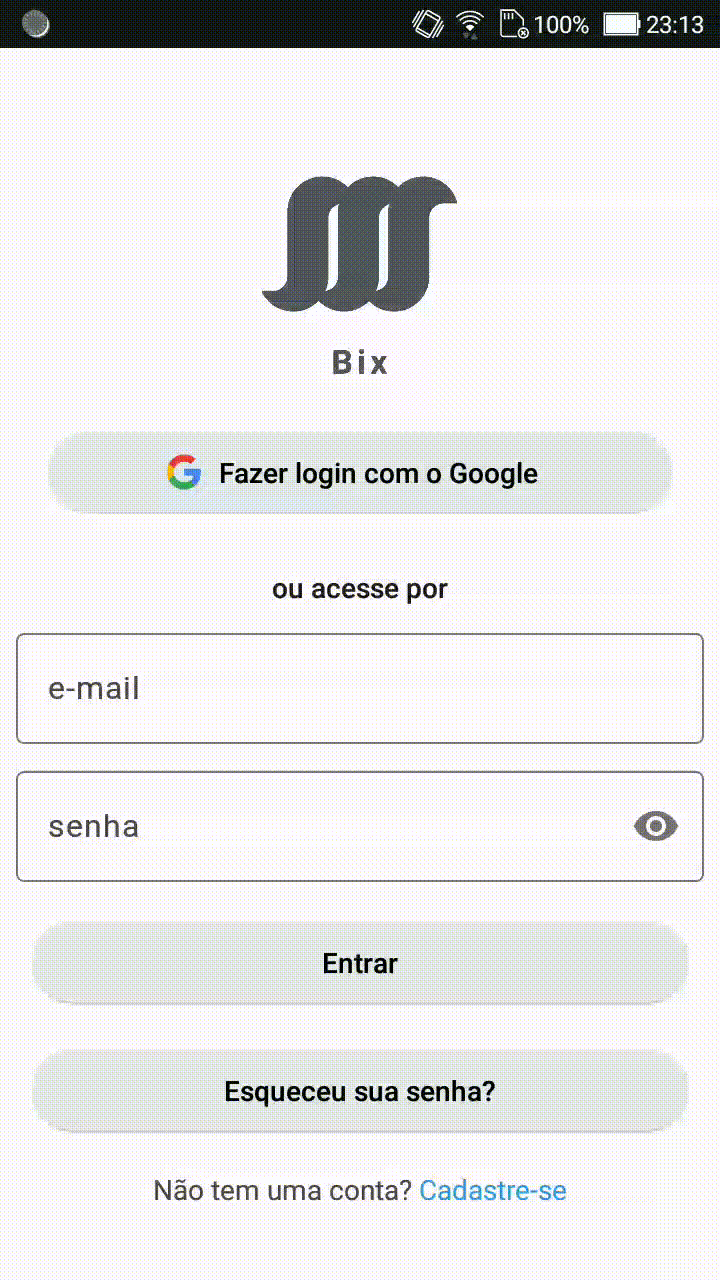 100% 23:13
Bix
Fazer login com o Google
ou acesse por
e-mail
senha
Entrar
Esqueceu sua senha?
Não tem uma conta? Cadastre-se